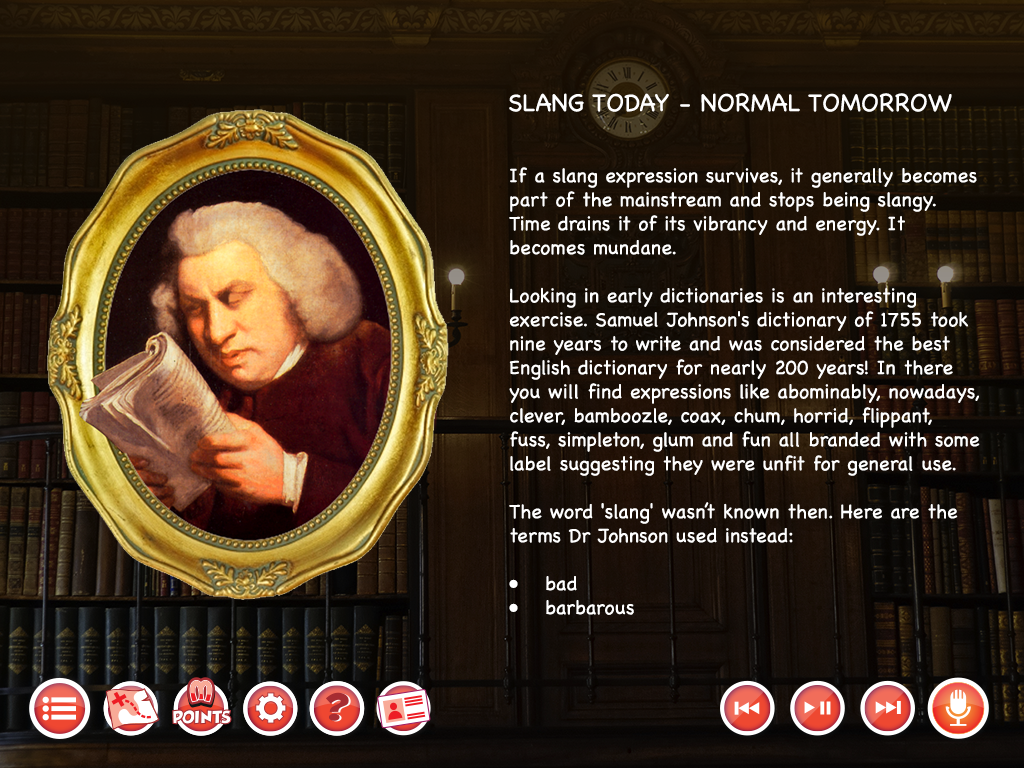 SLANG TODAY – NORMAL TOMORROW
If a slang expression survives, it generally becomes
part of the mainstream and stops being slangy.
Time drains it of its vibrancy and energy. It
becomes mundane.
Looking in early dictionaries is an interesting
exercise. Samuel Johnson's dictionary of 1755 took
nine years to write and was considered the best
English dictionary for nearly 200 years! In there
you will find expressions like abominably, nowadays,
clever, bamboozle, coax, chum, horrid, flippant,
fuss, simpleton, glum and fun all branded with some
label suggesting they were unfit for general use.
The word 'slang' wasn’t known then. Here are the
terms Dr Johnson used instead:
• bad
• barbarous
POINTS
?